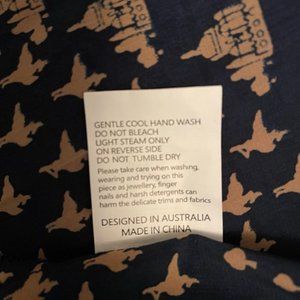 GENTLE COOL HAND WASH
DO NOT BLEACH
LIGHT STEAM ONLY
ON REVERSE SIDE
DO NOT TUMBLE DRY
Please take care when washing,
wearing and trying on this
piece as jewellery, finger
nails and harsh detergents can
harm the delicate trims and fabrics
DESIGNED IN AUSTRALIA
MADE IN CHINA